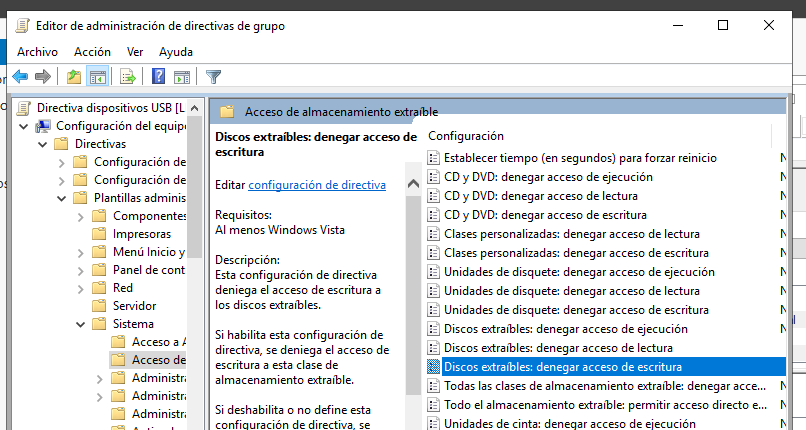 Editor de administración de directivas de grupo
Archivo Acción Ver Ayuda
Directiva dispositivos USB [L
Configuración del equipo
Directivas
Configuración de
Configuración de
Plantillas adminis
Componentes
Impresoras
Menú Inicio y
Panel de cont
Red
Servidor
Sistema
Acceso a A
Acceso de
Administra
Administra
Administra
Acceso de almacenamiento extraíble
Discos extraíbles: denegar acceso de
escritura
Editar configuración de directiva
Requisitos:
Al menos Windows Vista
Descripción:
Esta configuración de directiva
deniega el acceso de escritura a
los discos extraíbles.
Si habilita esta configuración de
directiva, se deniega el acceso de
escritura a esta clase de
almacenamiento extraíble.
Si deshabilita o no define esta
configuración de directiva, se
Configuración
Establecer tiempo (en segundos) para forzar reinicio
CD y DVD: denegar acceso de ejecución
CD y DVD: denegar acceso de lectura
CD y DVD: denegar acceso de escritura
Clases personalizadas: denegar acceso de lectura
Clases personalizadas: denegar acceso de escritura
Unidades de disquete: denegar acceso de ejecución
Unidades de disquete: denegar acceso de lectura
Unidades de disquete: denegar acceso de escritura
Discos extraíbles: denegar acceso de ejecución
Discos extraíbles: denegar acceso de lectura
Discos extraíbles: denegar acceso de escritura
Todas las clases de almacenamiento extraíble: denegar acce...
Todo el almacenamiento extraíble: permitir acceso directo e...
Unidades de cinta: denegar acceso de ejecución